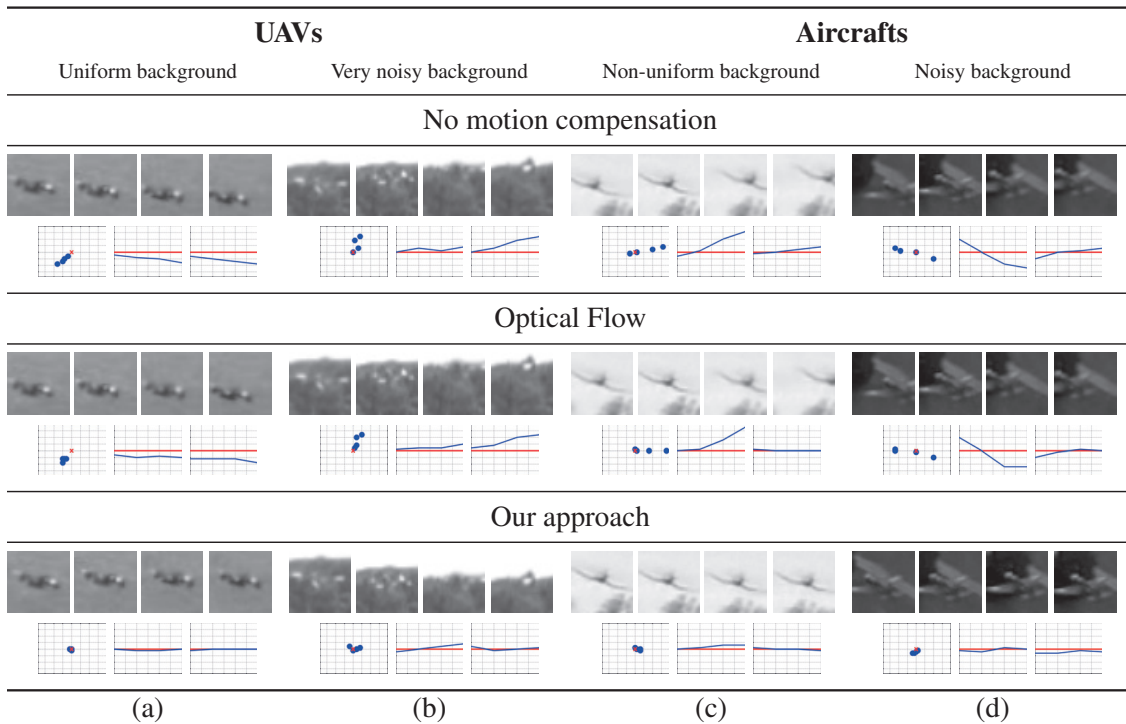 UAVs Aircrafts
Uniform background Very noisy background Non-uniform background Noisy background
No motion compensation
Optical Flow
Our approach
(a) (b) (c) (d)